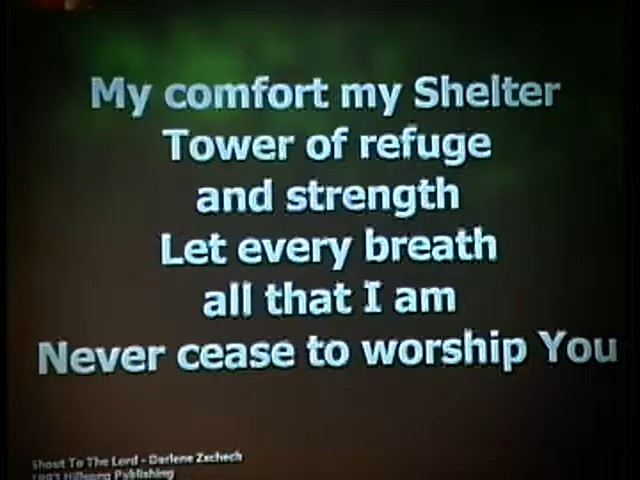 My comfort my Shelter
Tower of refuge
and strength
Let every breath
all that I am
Never cease to worship You
Shout To The Lord - Darlene Zechech
1993 Hillsong Publishing